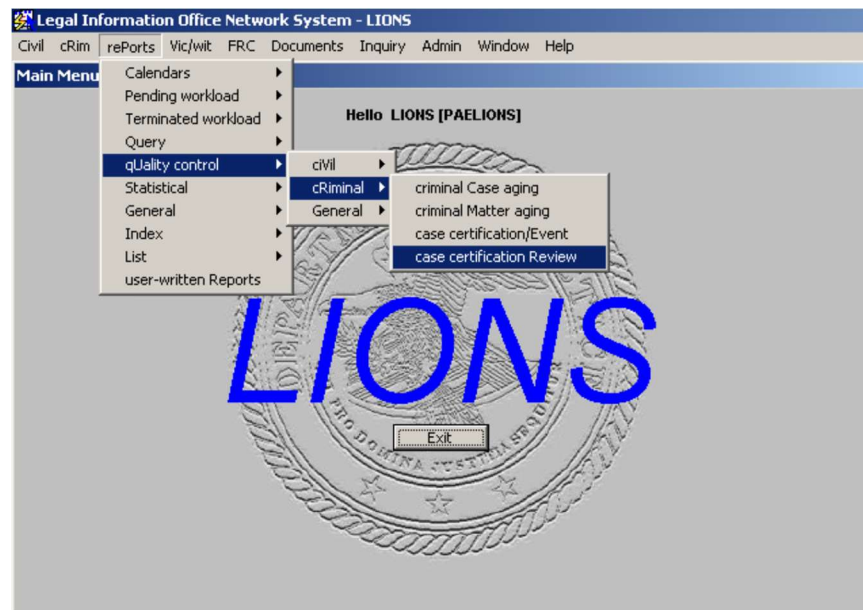 Legal Information Office Network System - LIONS
Civil cRim rePorts Vic/wit FRC Documents Inquiry Admin Window Help
Main Menu
Calendars
Pending workload
Terminated workload
Query
qUality control
Statistical
General
Index
List
user-written Reports
ciVil
cRiminal
General
criminal Case aging
criminal Matter aging
case certification/Event
case certification Review
Hello LIONS [PAELIONS]
LIONS
Exit
PRO DOMINA JUSTITIA SEQUITUR